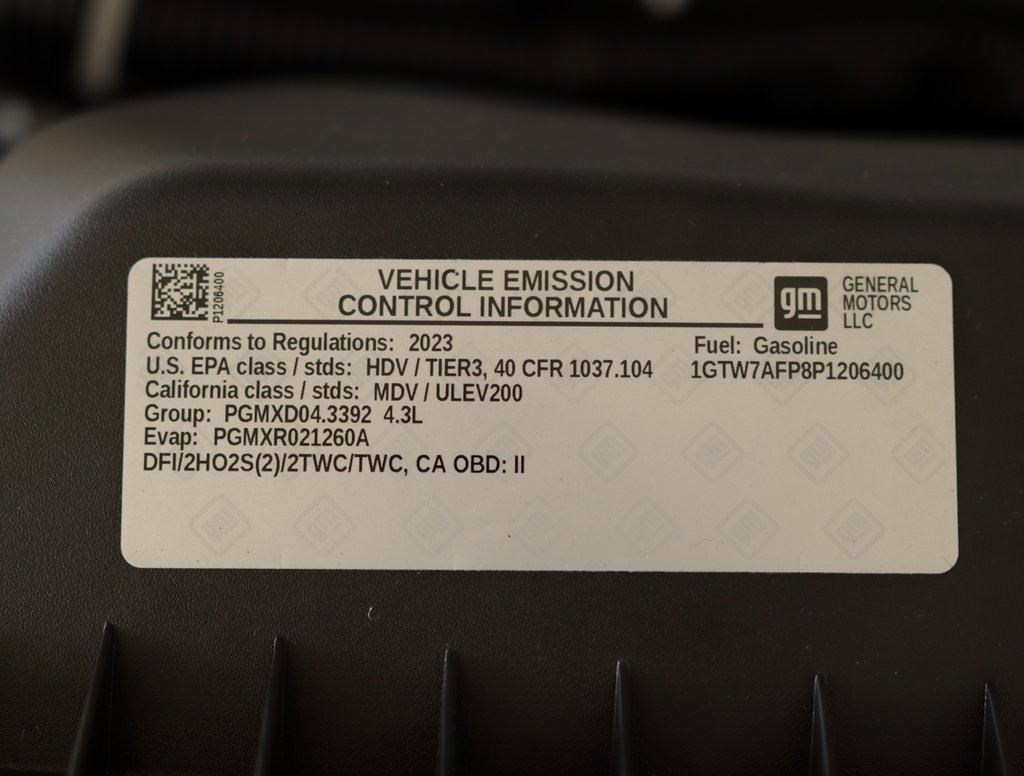 P1206400
VEHICLE EMISSION
CONTROL INFORMATION
gm
GENERAL
MOTORS
LLC
Conforms to Regulations: 2023
Fuel: Gasoline
U.S. EPA class / stds: HDV / TIER3, 40 CFR 1037.104
1GTW7AFP8P1206400
California class / stds: MDV / ULEV200
Group: PGMXD04.3392 4.3L
Evap: PGMXR021260A
DFI/2HO2S(2)/2TWC/TWC, CA OBD: II